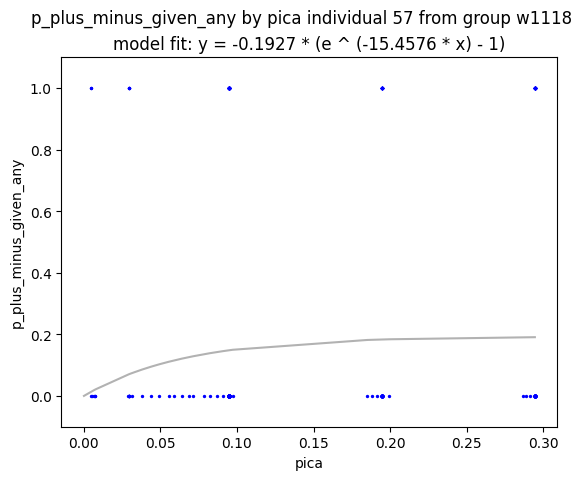 p_plus_minus_given_any by pica individual 57 from group w1118
model fit: y = -0.1927 * (e ^ (-15.4576 * x) - 1)
1.0
0.8
0.6
0.4
0.2
0.0
p_plus_minus_given_any
0.00 0.05 0.10 0.15 0.20 0.25 0.30
pica